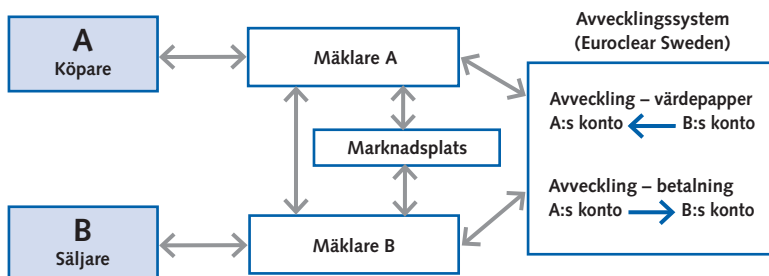 A
Köpare
Mäklare A
Marknadsplats
B
Säljare
Mäklare B
Avvecklingssystem
(Euroclear Sweden)
Avveckling – värdepapper
A:s konto B:s konto
Avveckling – betalning
A:s konto B:s konto